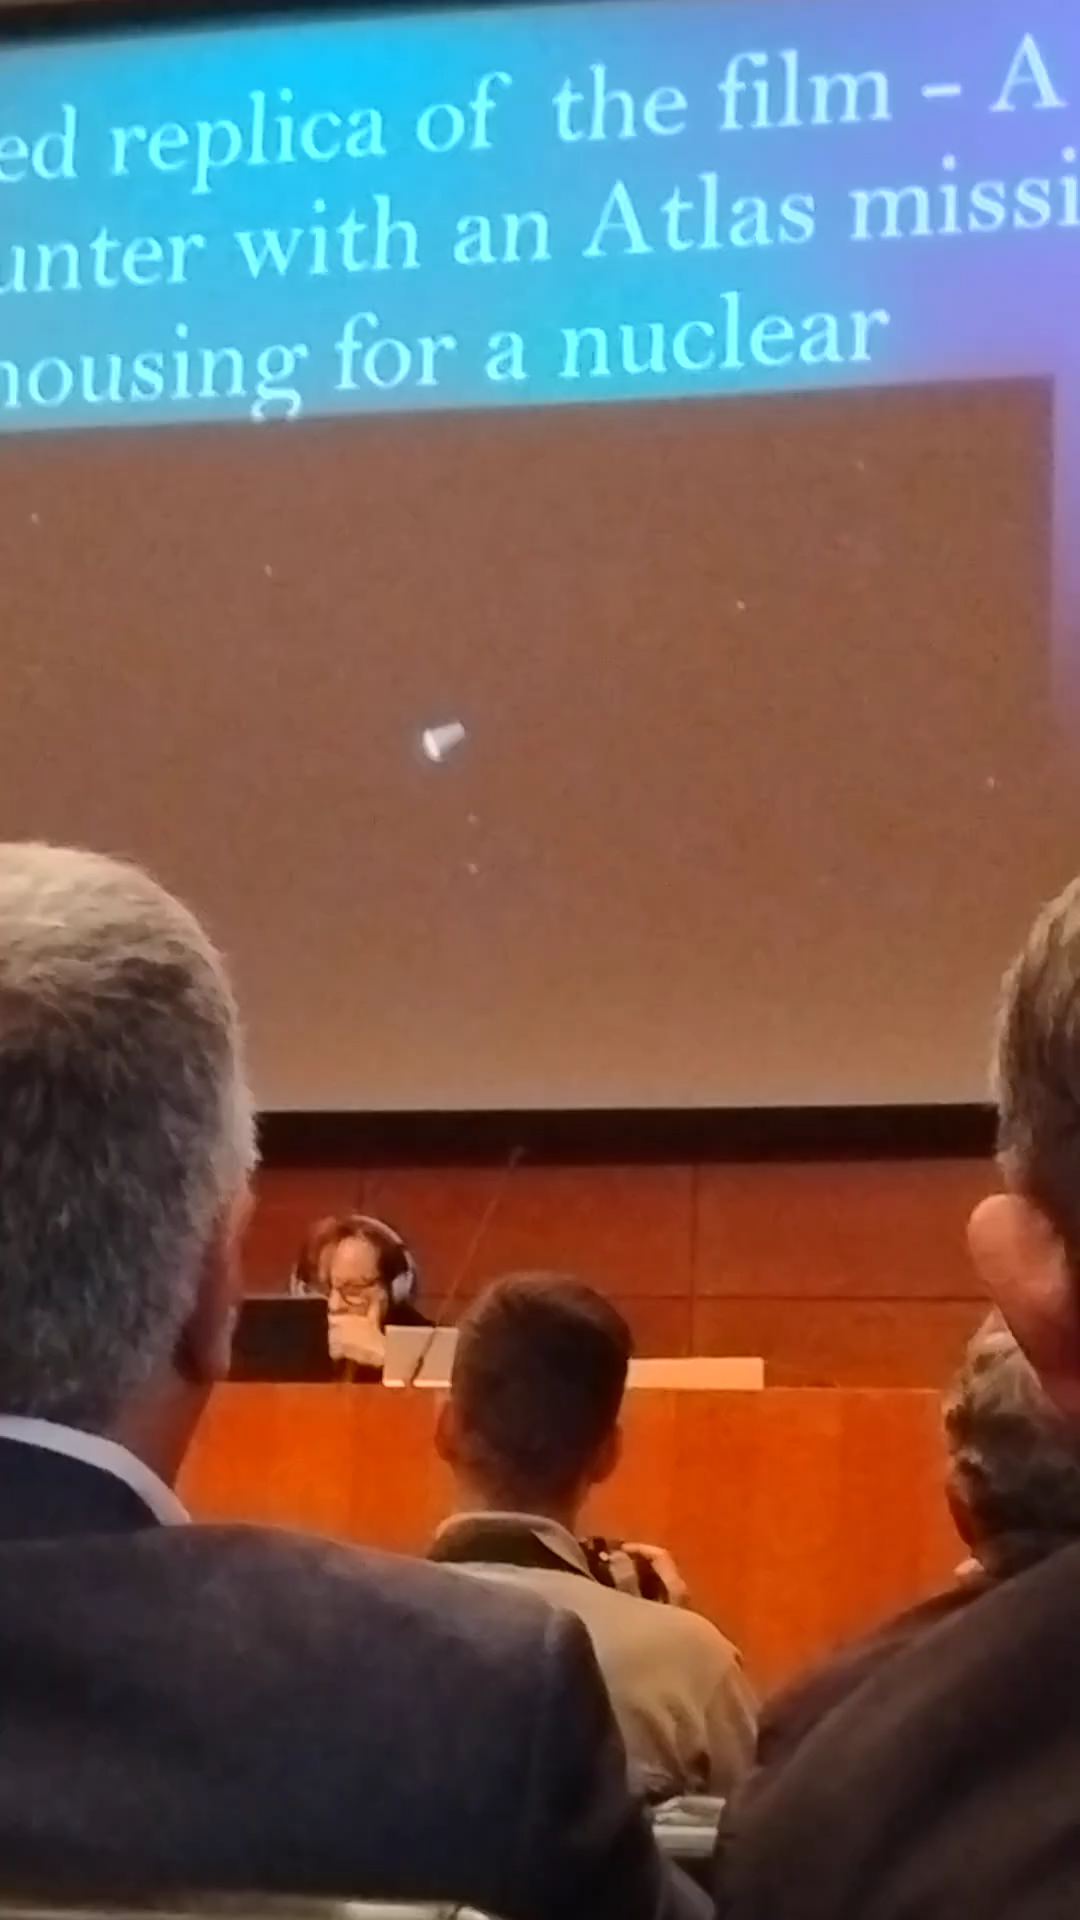 ed replica of the film - A
unter with an Atlas missi
housing for a nuclear